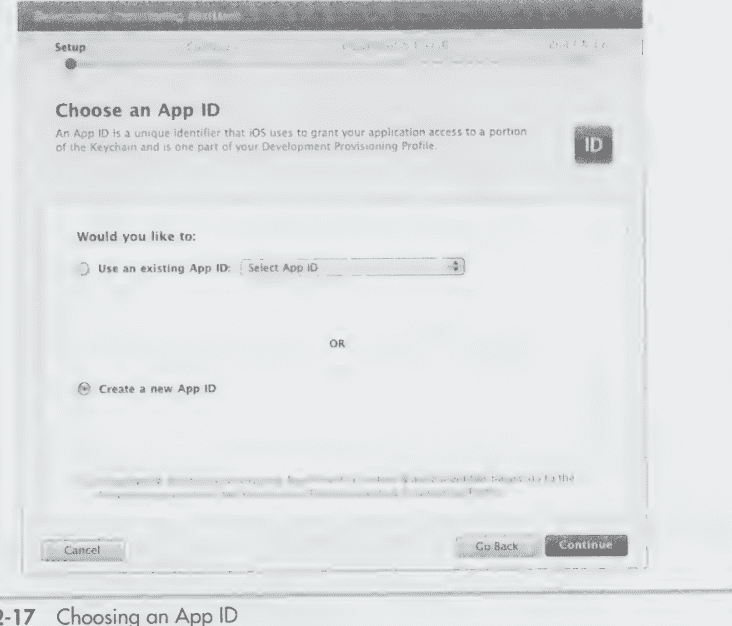 Setup
Choose an App ID
An App ID is a unique identifier that iOS uses to grant your application access to a portion
of the Keychain and is one part of your Development Provisioning Profile.
ID
Would you like to:
Use an existing App ID: Select App ID
OR
Create a new App ID
to the
Cancel
Go Back
Continue
2-17 Choosing an App ID